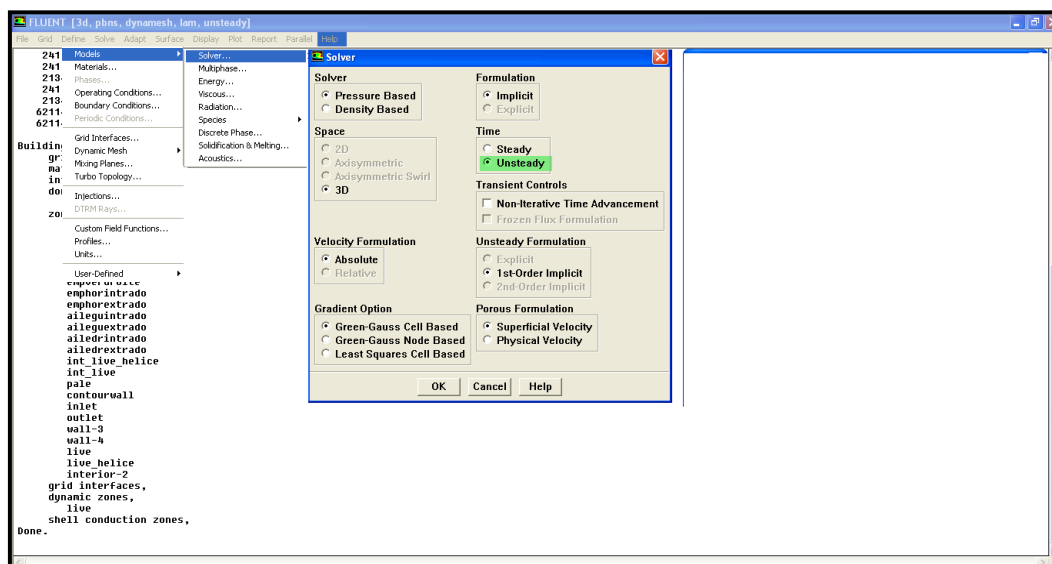 FLUENT [3d, pbns, dynamesh, lam, unsteady]
File Grid Define Solve Adapt Surface Display Plot Report Parallel Help
241
241
213
241
213
6211
6211
Building
gr
ma
in
do
zo
Models
Materials...
Phases...
Operating Conditions...
Boundary Conditions...
Periodic Conditions...
Grid Interfaces...
Dynamic Mesh
Mixing Planes...
Turbo Topology...
Injections...
DTRM Rays...
Custom Field Functions...
Profiles...
Units...
User-Defined
Solver...
Multiphase...
Energy...
Viscous...
Radiation...
Species
Discrete Phase...
Solidification & Melting...
Acoustics...
Solver
Solver
Pressure Based
Density Based
Formulation
Implicit
Explicit
Space
2D
Axisymmetric
Axisymmetric Swirl
3D
Time
Steady
Unsteady
Transient Controls
Non-Iterative Time Advancement
Frozen Flux Formulation
Velocity Formulation
Absolute
Relative
Unsteady Formulation
Explicit
1st-Order Implicit
2nd-Order Implicit
Gradient Option
Green-Gauss Cell Based
Green-Gauss Node Based
Least Squares Cell Based
Porous Formulation
Superficial Velocity
Physical Velocity
OK Cancel Help
emphorintrado
emphorextrado
aileguintrado
aileguextrado
ailedrintrado
ailedrextrado
int_live_helice
int_live
pale
contourwall
inlet
outlet
wall-3
wall-4
live
live_helice
interior-2
grid interfaces,
dynamic zones,
live
shell conduction zones,
Done.